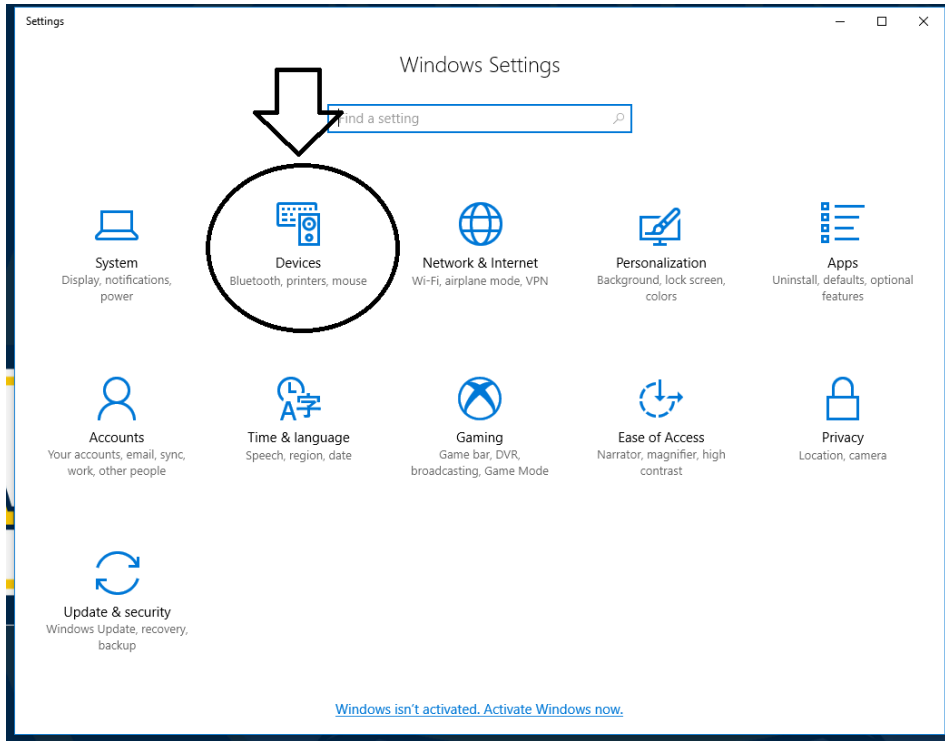 Settings
Windows Settings
Find a setting
System
Display, notifications,
power
Devices
Bluetooth, printers, mouse
Network & Internet
Wi-Fi, airplane mode, VPN
Personalization
Background, lock screen,
colors
Apps
Uninstall, defaults, optional
features
Accounts
Your accounts, email, sync,
work, other people
Time & language
Speech, region, date
Gaming
Game bar, DVR,
broadcasting, Game Mode
Ease of Access
Narrator, magnifier, high
contrast
Privacy
Location, camera
Update & security
Windows Update, recovery,
backup
Windows isn't activated. Activate Windows now.